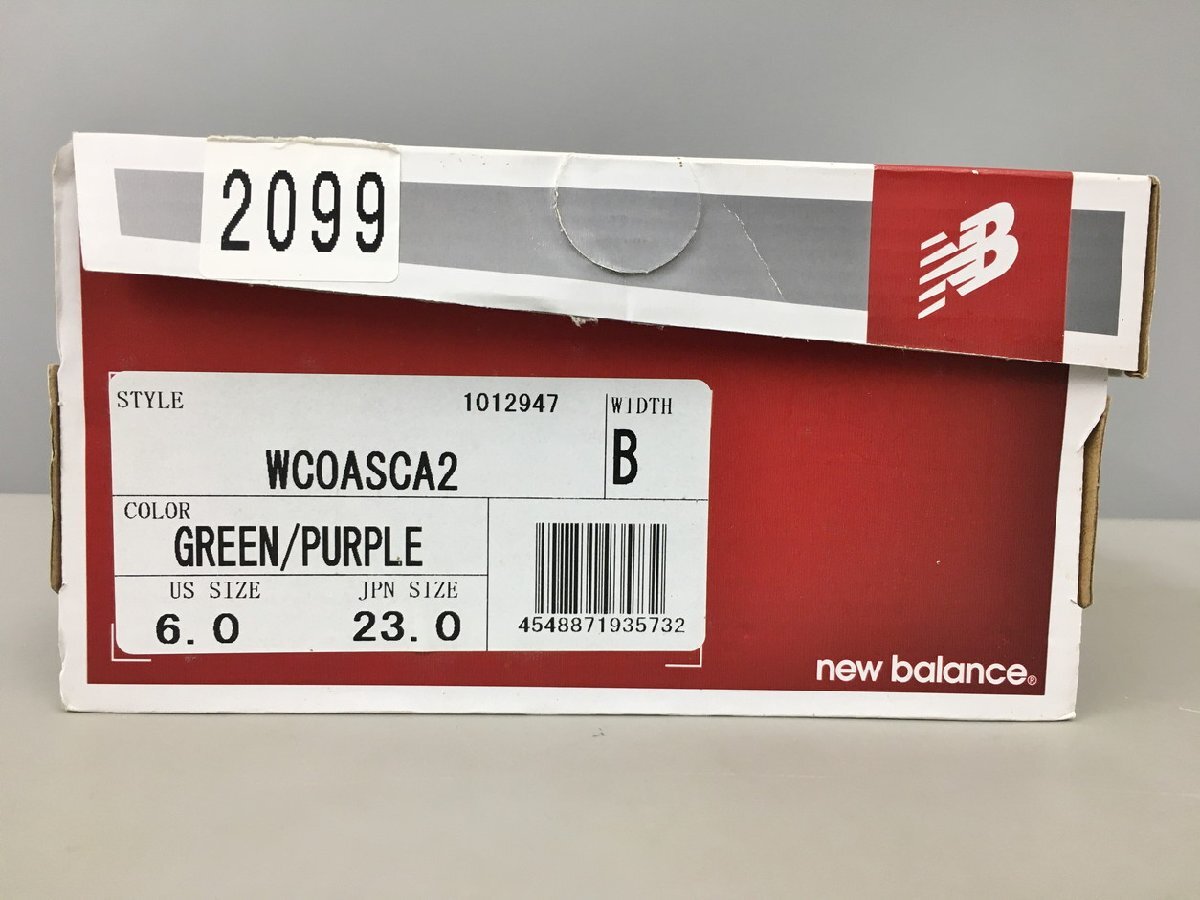 2099
NB
STYLE 1012947 WIDTH
WCOASCA2 B
COLOR
GREEN/PURPLE
US SIZE JPN SIZE
6.0 23.0
4548871935732
new balance®